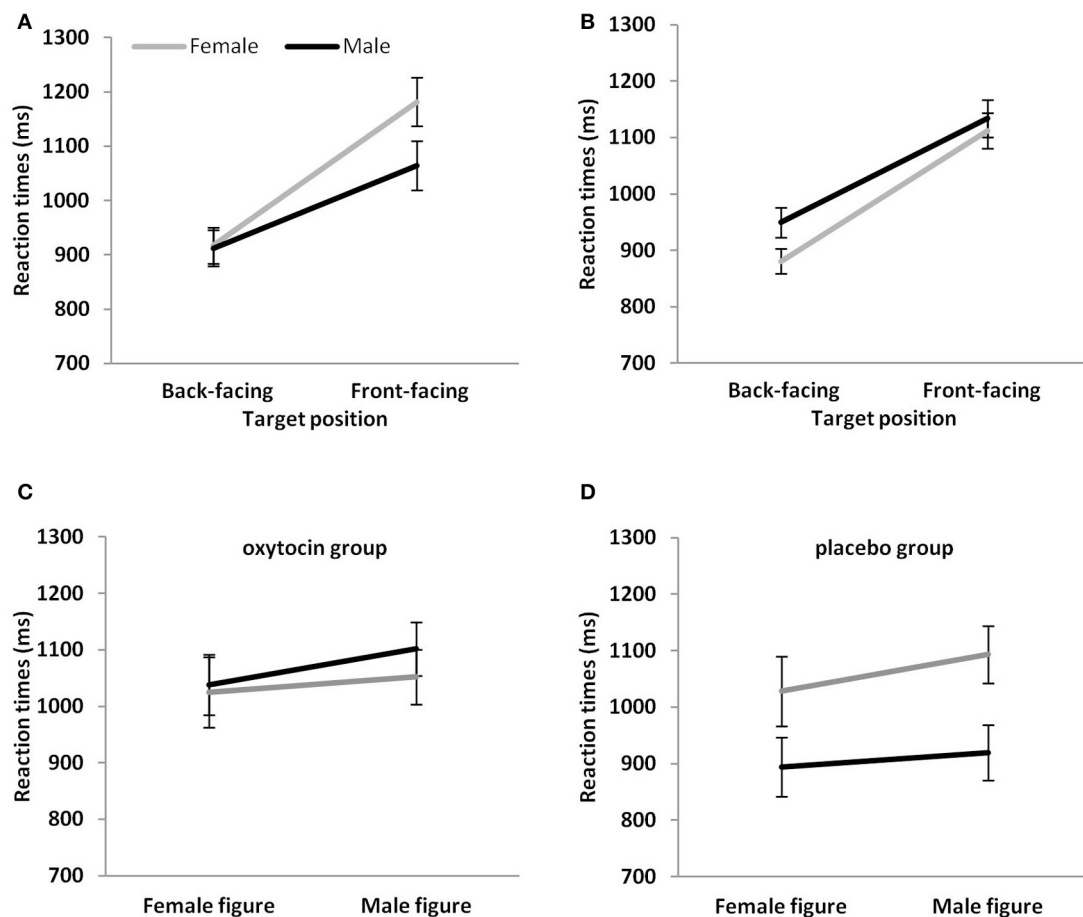 A
1300
1200
1100
1000
900
800
700
Reaction times (ms)
Female
Male
Back-facing Front-facing
Target position
B
1300
1200
1100
1000
900
800
700
Reaction times (ms)
Back-facing Front-facing
Target position
C
1300
1200
1100
1000
900
800
700
Reaction times (ms)
oxytocin group
Female figure Male figure
D
1300
1200
1100
1000
900
800
700
Reaction times (ms)
placebo group
Female figure Male figure